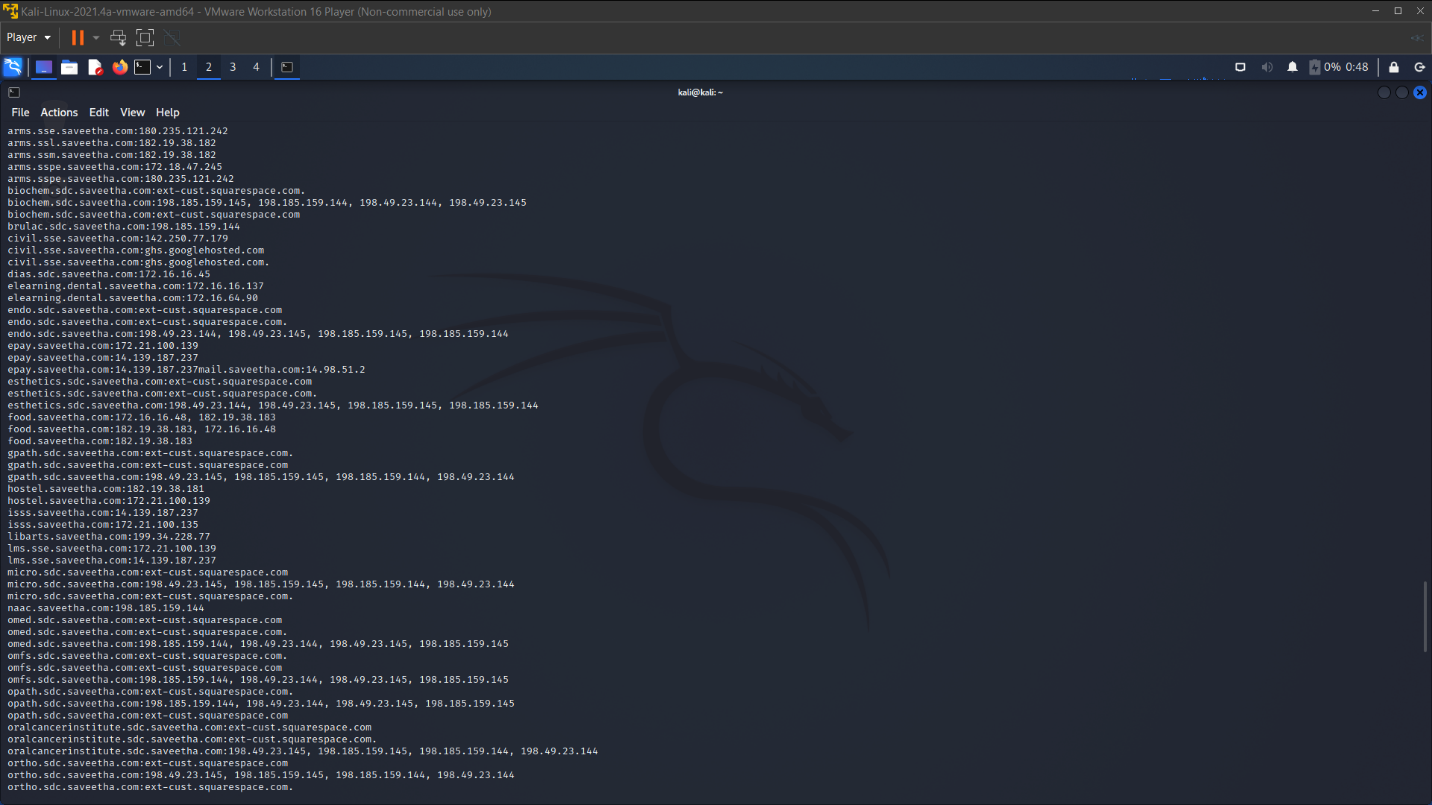 Kali-Linux-2021.4a-vmware-amd64 - VMware Workstation 16 Player (Non-commercial use only)
Player
1 2 3 4 0% 0:48
kali@kali: ~
File Actions Edit View Help
arms.sse.saveetha.com:180.235.121.242
arms.ssl.saveetha.com:182.19.38.182
arms.ssm.saveetha.com:182.19.38.182
arms.sspe.saveetha.com:172.18.47.245
arms.sspe.saveetha.com:180.235.121.242
biochem.sdc.saveetha.com:ext-cust.squarespace.com.
biochem.sdc.saveetha.com:198.185.159.145, 198.185.159.144, 198.49.23.144, 198.49.23.145
biochem.sdc.saveetha.com:ext-cust.squarespace.com
brulac.sdc.saveetha.com:198.185.159.144
civil.sse.saveetha.com:142.250.77.179
civil.sse.saveetha.com:ghs.googlehosted.com
civil.sse.saveetha.com:ghs.googlehosted.com.
dias.sdc.saveetha.com:172.16.16.45
elearning.dental.saveetha.com:172.16.16.137
elearning.dental.saveetha.com:172.16.64.90
endo.sdc.saveetha.com:ext-cust.squarespace.com
endo.sdc.saveetha.com:ext-cust.squarespace.com.
endo.sdc.saveetha.com:198.49.23.144, 198.49.23.145, 198.185.159.145, 198.185.159.144
epay.saveetha.com:172.21.100.139
epay.saveetha.com:14.139.187.237
epay.saveetha.com:14.139.187.237mail.saveetha.com:14.98.51.2
esthetics.sdc.saveetha.com:ext-cust.squarespace.com
esthetics.sdc.saveetha.com:ext-cust.squarespace.com.
esthetics.sdc.saveetha.com:198.49.23.144, 198.49.23.145, 198.185.159.145, 198.185.159.144
food.saveetha.com:172.16.16.48, 182.19.38.183
food.saveetha.com:182.19.38.183, 172.16.16.48
food.saveetha.com:182.19.38.183
gpath.sdc.saveetha.com:ext-cust.squarespace.com.
gpath.sdc.saveetha.com:ext-cust.squarespace.com
gpath.sdc.saveetha.com:198.49.23.145, 198.185.159.145, 198.185.159.144, 198.49.23.144
hostel.saveetha.com:182.19.38.181
hostel.saveetha.com:172.21.100.139
isss.saveetha.com:14.139.187.237
isss.saveetha.com:172.21.100.135
libarts.saveetha.com:199.34.228.77
lms.sse.saveetha.com:172.21.100.139
lms.sse.saveetha.com:14.139.187.237
micro.sdc.saveetha.com:ext-cust.squarespace.com
micro.sdc.saveetha.com:198.49.23.145, 198.185.159.145, 198.185.159.144, 198.49.23.144
micro.sdc.saveetha.com:ext-cust.squarespace.com.
naac.saveetha.com:198.185.159.144
omed.sdc.saveetha.com:ext-cust.squarespace.com
omed.sdc.saveetha.com:ext-cust.squarespace.com.
omed.sdc.saveetha.com:198.185.159.144, 198.49.23.144, 198.49.23.145, 198.185.159.145
omfs.sdc.saveetha.com:ext-cust.squarespace.com.
omfs.sdc.saveetha.com:ext-cust.squarespace.com
omfs.sdc.saveetha.com:198.185.159.144, 198.49.23.144, 198.49.23.145, 198.185.159.145
opath.sdc.saveetha.com:ext-cust.squarespace.com.
opath.sdc.saveetha.com:198.185.159.144, 198.49.23.144, 198.49.23.145, 198.185.159.145
opath.sdc.saveetha.com:ext-cust.squarespace.com
oralcancerinstitute.sdc.saveetha.com:ext-cust.squarespace.com
oralcancerinstitute.sdc.saveetha.com:ext-cust.squarespace.com.
oralcancerinstitute.sdc.saveetha.com:198.49.23.145, 198.185.159.145, 198.185.159.144, 198.49.23.144
ortho.sdc.saveetha.com:ext-cust.squarespace.com
ortho.sdc.saveetha.com:198.49.23.145, 198.185.159.145, 198.185.159.144, 198.49.23.144
ortho.sdc.saveetha.com:ext-cust.squarespace.com.